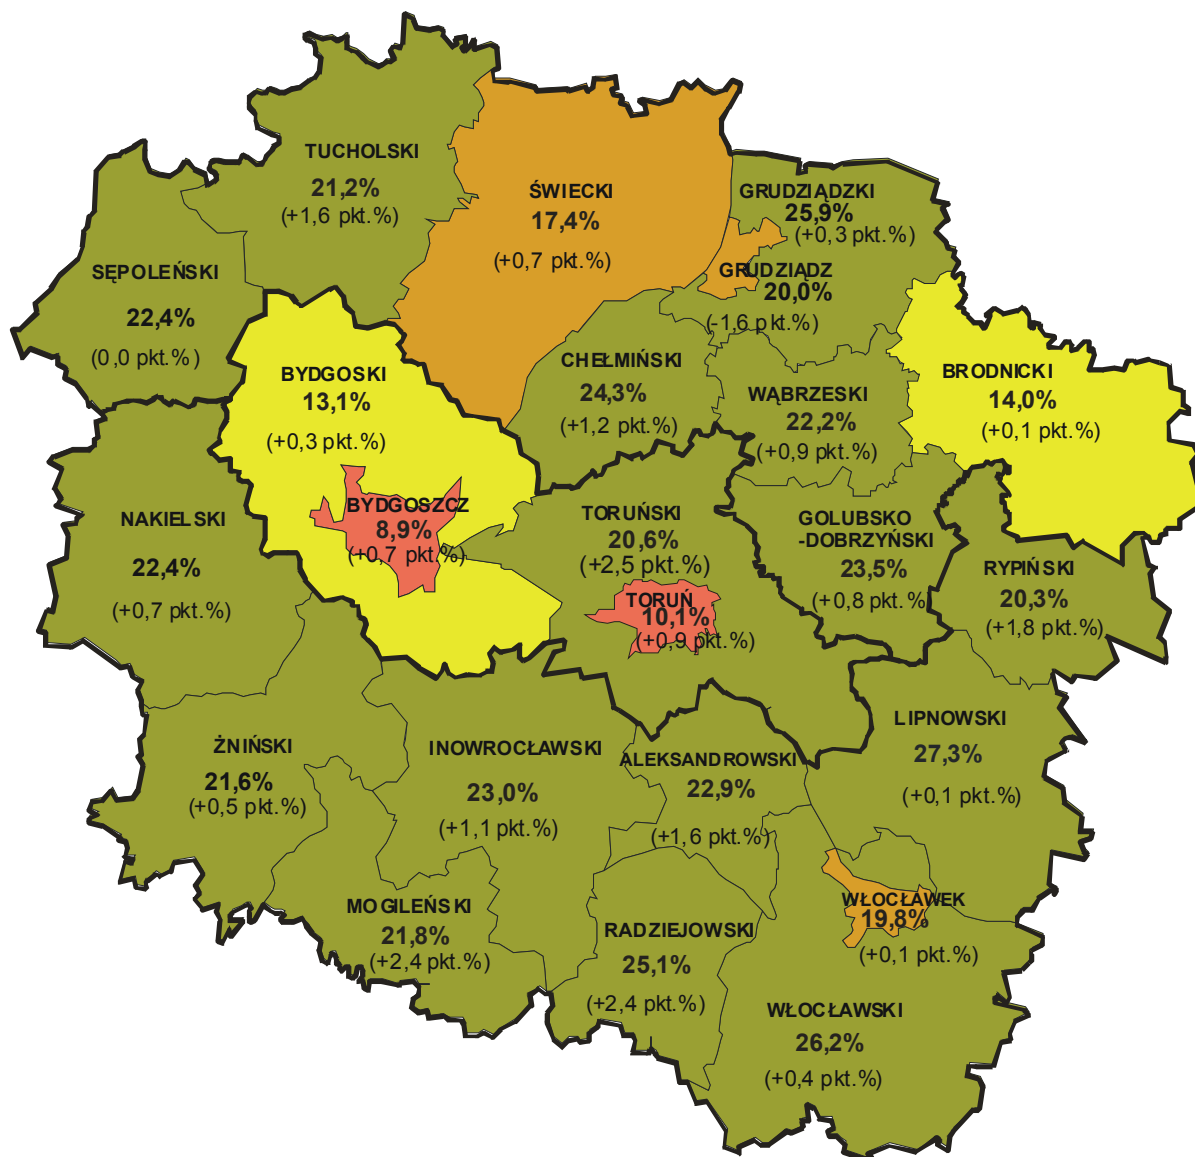 TUCHOLSKI
21,2%
(+1,6 pkt.%)
ŚWIECKI
17,4%
(+0,7 pkt.%)
GRUDZIĄDZKI
25,9%
(+0,3 pkt.%)
GRUDZIĄDZ
20,0%
(-1,6 pkt.%)
SĘPOLEŃSKI
22,4%
(0,0 pkt.%)
BYDGOSKI
13,1%
(+0,3 pkt.%)
CHEŁMIŃSKI
24,3%
(+1,2 pkt.%)
WĄBRZESKI
22,2%
(+0,9 pkt.%)
BRODNICKI
14,0%
(+0,1 pkt.%)
NAKIELSKI
22,4%
(+0,7 pkt.%)
BYDGOSZCZ
8,9%
(+0,7 pkt.%)
TORUŃSKI
20,6%
(+2,5 pkt.%)
TORUŃ
10,1%
(+0,9 pkt.%)
GOLUBSKO
-DOBRZYŃSKI
23,5%
(+0,8 pkt.%)
RYPIŃSKI
20,3%
(+1,8 pkt.%)
ŻNIŃSKI
21,6%
(+0,5 pkt.%)
INOWROCŁAWSKI
23,0%
(+1,1 pkt.%)
ALEKSANDROWSKI
22,9%
(+1,6 pkt.%)
LIPNOWSKI
27,3%
(+0,1 pkt.%)
MOGILEŃSKI
21,8%
(+2,4 pkt.%)
RADZIEJOWSKI
25,1%
(+2,4 pkt.%)
WŁOCŁAWEK
19,8%
(+0,1 pkt.%)
WŁOCŁAWSKI
26,2%
(+0,4 pkt.%)